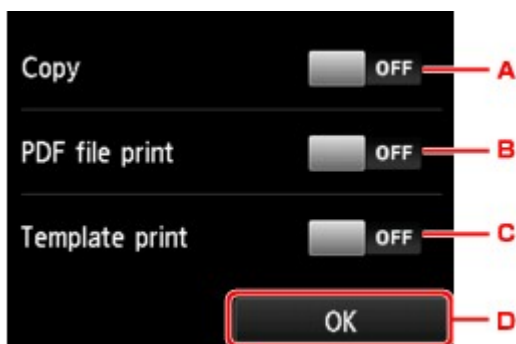 Copy OFF A
PDF file print OFF B
Template print OFF C
OK D